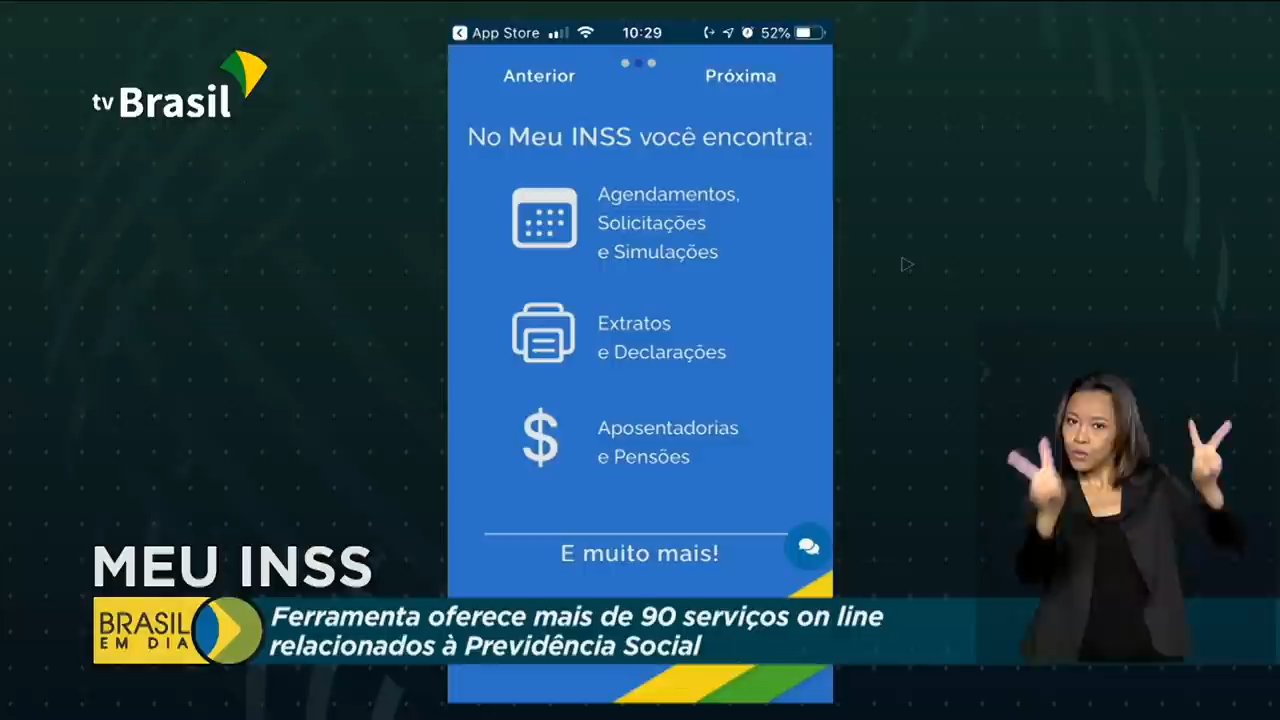 tv Brasil
App Store
10:29
52%
Anterior
Próxima
No Meu INSS você encontra:
Agendamentos,
Solicitações
e Simulações
Extratos
e Declarações
$
Aposentadorias
e Pensões
E muito mais!
MEU INSS
BRASIL
EM DIA
Ferramenta oferece mais de 90 serviços on line
relacionados à Previdência Social